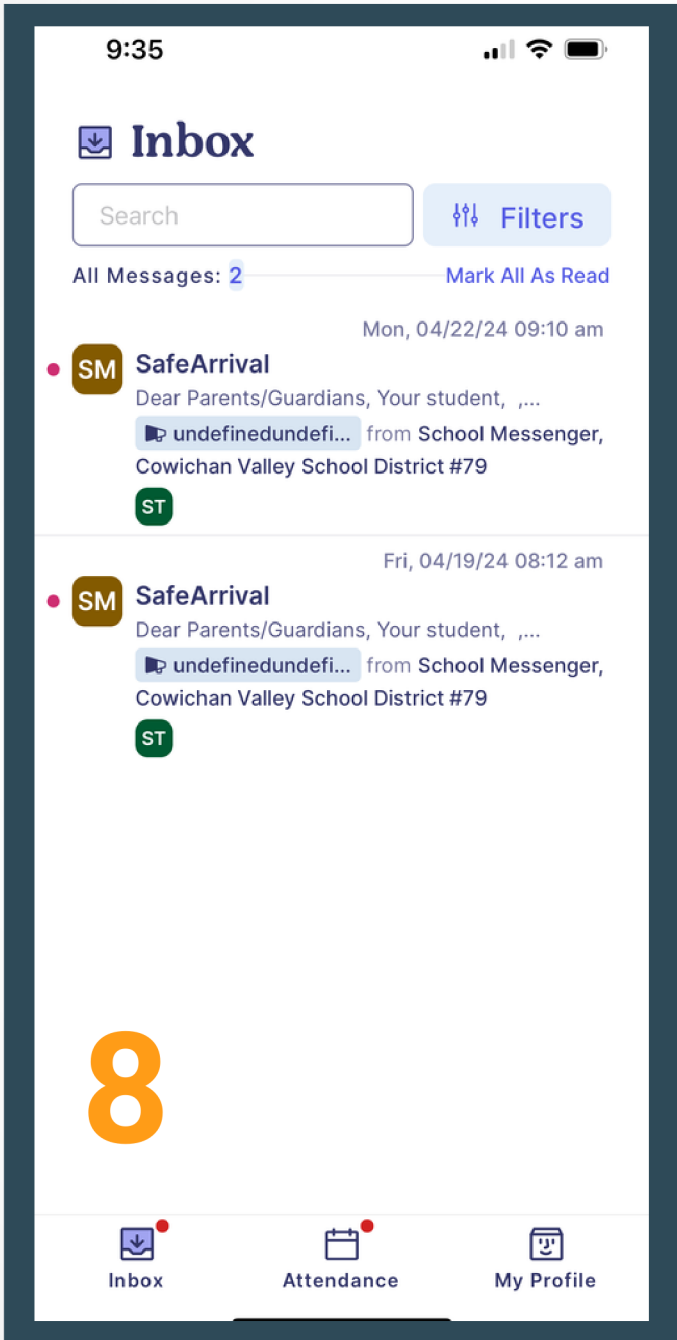 9:35
Inbox
Search
Filters
All Messages: 2
Mark All As Read
Mon, 04/22/24 09:10 am
SM
SafeArrival
Dear Parents/Guardians, Your student,  ,...
undefinedundefi... from School Messenger,
Cowichan Valley School District #79
ST
Fri, 04/19/24 08:12 am
SM
SafeArrival
Dear Parents/Guardians, Your student,  ,...
undefinedundefi... from School Messenger,
Cowichan Valley School District #79
ST
8
Inbox
Attendance
My Profile